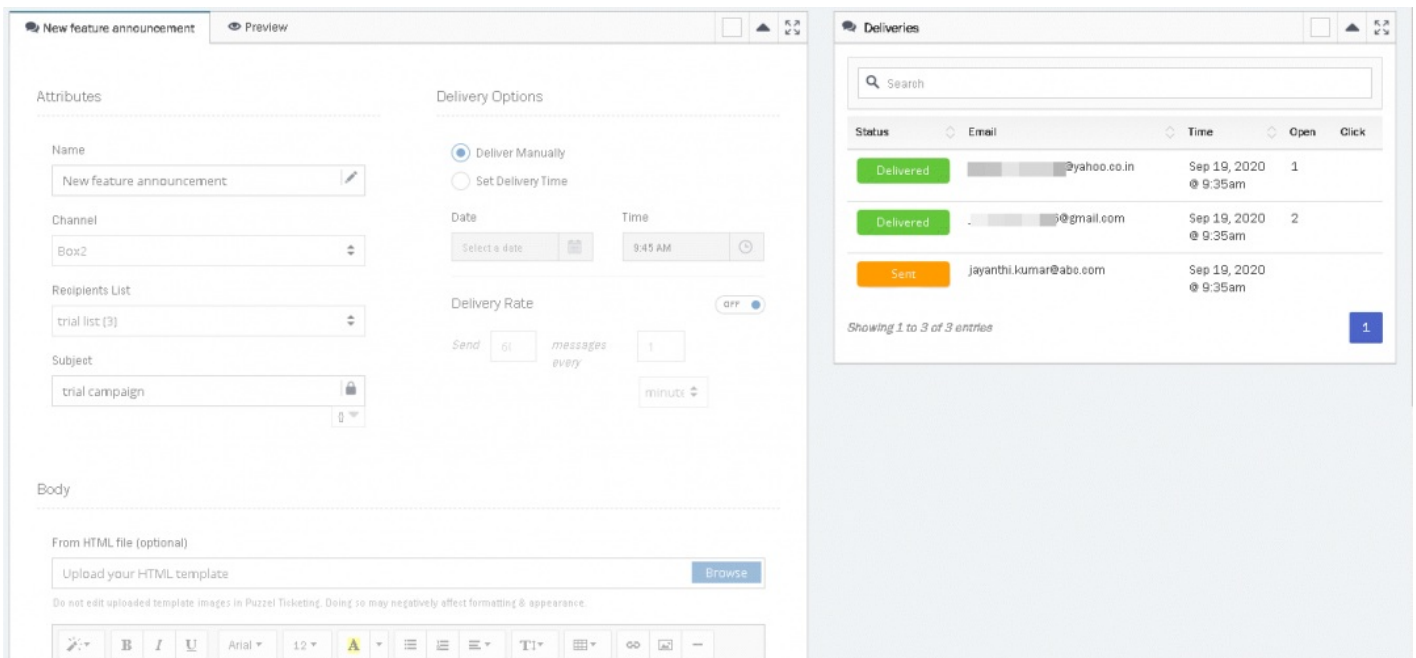 New feature announcement
Preview
Attributes
Name
New feature announcement
Channel
Box2
Recipients List
trial list (3)
Subject
trial campaign
{}
Delivery Options
Deliver Manually
Set Delivery Time
Date
Time
Select a date
9:45 AM
Delivery Rate
OFF
Send
messages
1
every
minute
Body
From HTML file (optional)
Upload your HTML template
Browse
Do not edit uploaded template images in Puzzel Ticketing. Doing so may negatively affect formatting & appearance.
B I U Arial 12 A
Deliveries
Search
Status Email Time Open Click
Delivered @yahoo.co.in Sep 19, 2020 1
@ 9:35am
Delivered @gmail.com Sep 19, 2020 2
@ 9:35am
Sent jayanthi.kumar@abc.com Sep 19, 2020
@ 9:35am
Showing 1 to 3 of 3 entries
1